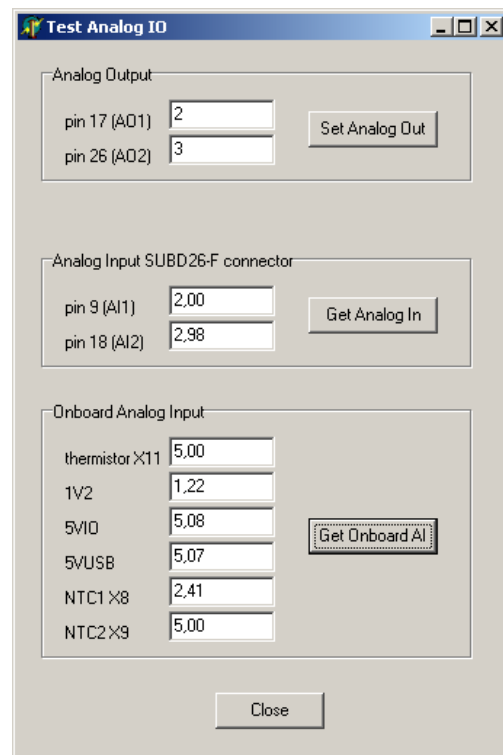 Test Analog IO
Analog Output
pin 17 (AO1) 2
pin 26 (AO2) 3
Set Analog Out
Analog Input SUBD26-F connector
pin 9 (AI1) 2,00
pin 18 (AI2) 2,98
Get Analog In
Onboard Analog Input
thermistor X11 5,00
1V2 1,22
5VIO 5,08
5VUSB 5,07
NTC1 X8 2,41
NTC2 X9 5,00
Get Onboard AI
Close